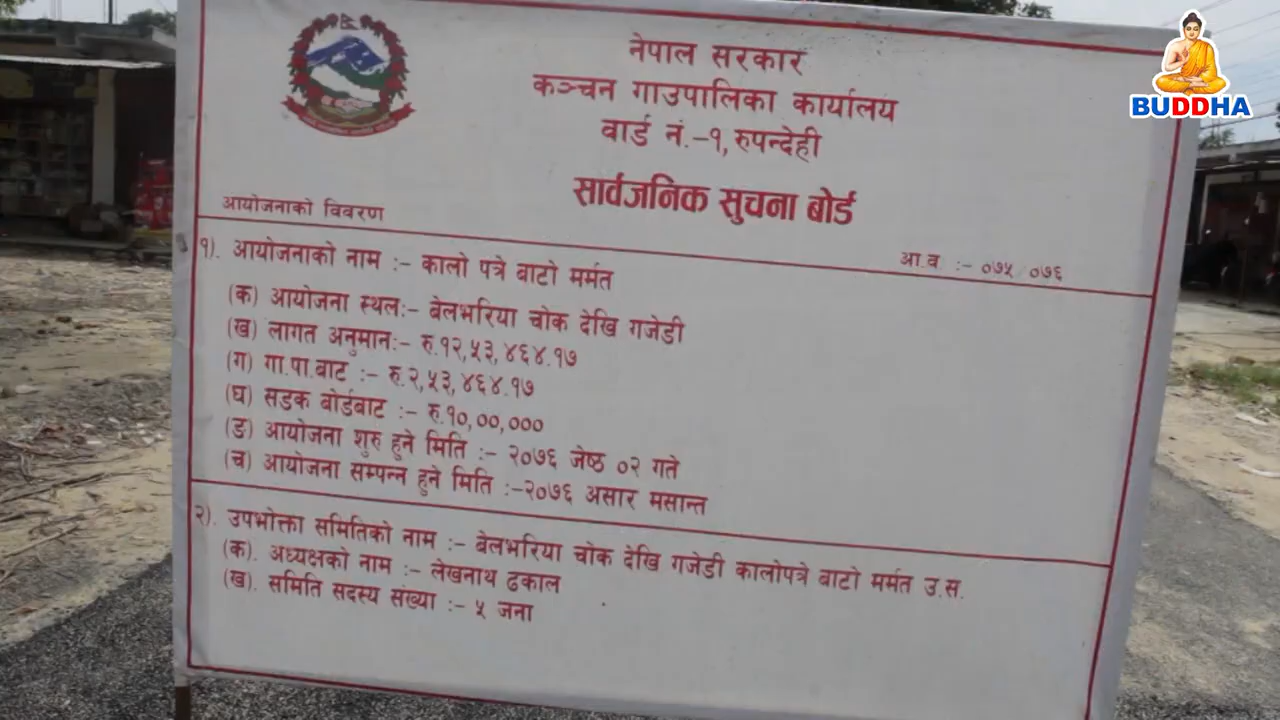 नेपाल सरकार
कञ्चन गाउपालिका कार्यालय
वार्ड नं.-१, रुपन्देही
सार्वजनिक सुचना बोर्ड
आयोजनाको विवरण
आ.व. :- ०७५/०७६
१). आयोजनाको नाम :- कालो पत्रे बाटो मर्मत
(क) आयोजना स्थल:- बेलभरिया चोक देखि गजेडी
(ख) लागत अनुमान:- रु.१२,५३,४६४.१७
(ग) गा.पा.बाट :- रु.२,५३,४६४.१७
(घ) सडक बोर्डबाट :- रु.१०,००,०००
(ङ) आयोजना शुरु हुने मिति :- २०७६ जेष्ठ ०२ गते
(च) आयोजना सम्पन्न हुने मिति :-२०७६ असार मसान्त
२). उपभोक्ता समितिको नाम :- बेलभरिया चोक देखि गजेडी कालोपत्रे बाटो मर्मत उ.स.
(क). अध्यक्षको नाम :- लेखनाथ ढकाल
(ख). समिति सदस्य संख्या :- ५ जना
BUDDHA